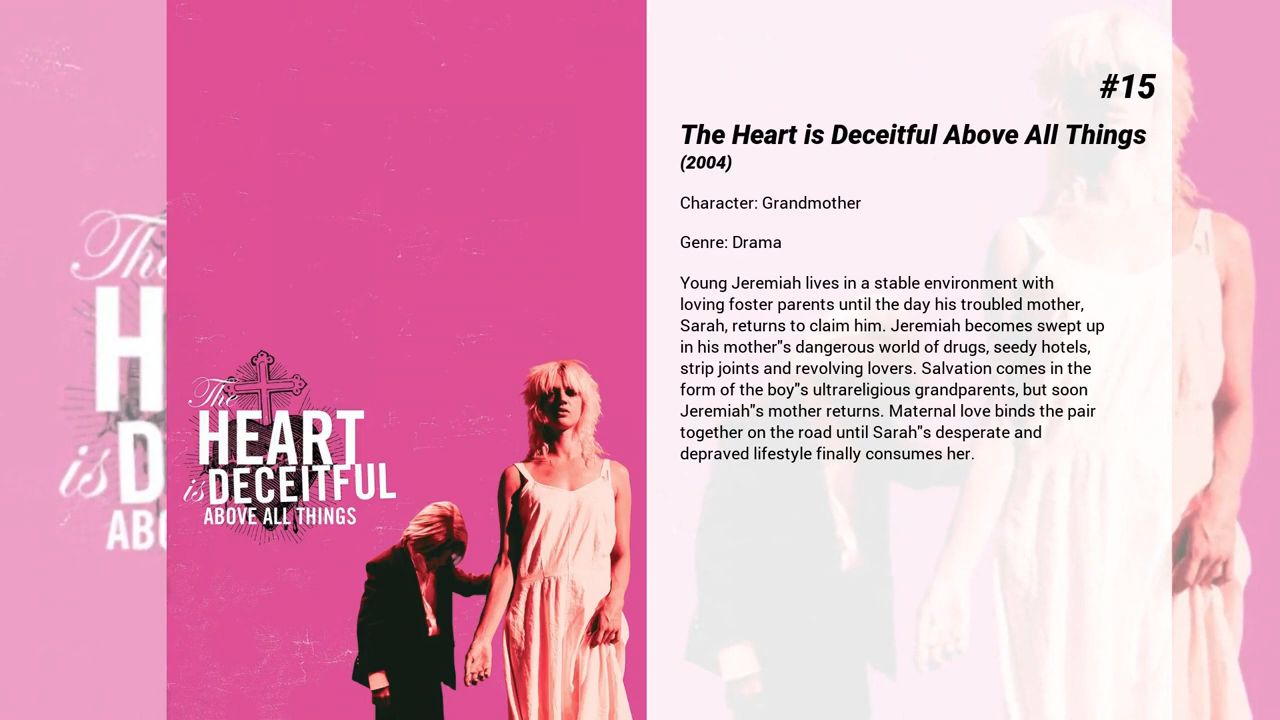 The
HEART
is DECEITFUL
ABOVE ALL THINGS
The
H
is D
ABO
#15
The Heart is Deceitful Above All Things
(2004)
Character: Grandmother
Genre: Drama
Young Jeremiah lives in a stable environment with
loving foster parents until the day his troubled mother,
Sarah, returns to claim him. Jeremiah becomes swept up
in his mother"s dangerous world of drugs, seedy hotels,
strip joints and revolving lovers. Salvation comes in the
form of the boy"s ultrareligious grandparents, but soon
Jeremiah"s mother returns. Maternal love binds the pair
together on the road until Sarah"s desperate and
depraved lifestyle finally consumes her.